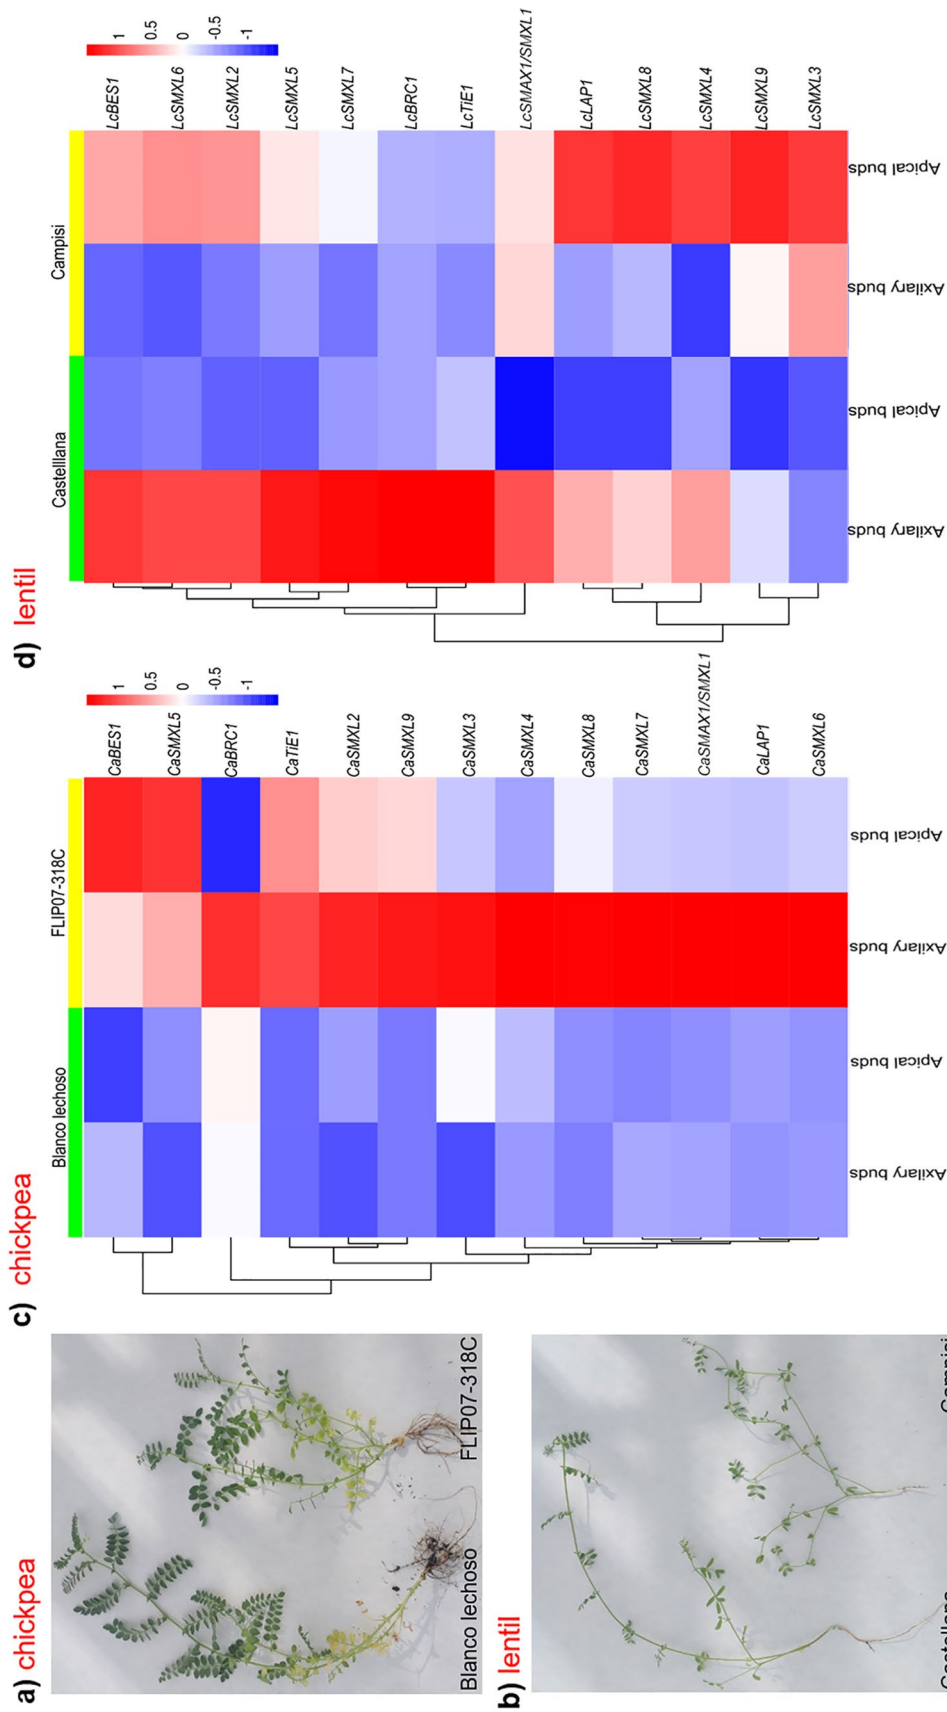 a) chickpea
Blanco lechoso
FLIP07-318C
b) lentil
c) chickpea
Blanco lechoso
FLIP07-318C
1
0.5
0
-0.5
-1
CaBES1
CaSMXL5
CaBRC1
CaTiE1
CaSMXL2
CaSMXL9
CaSMXL3
CaSMXL4
CaSMXL8
CaSMXL7
CaSMAX1/SMXL1
CaLAP1
CaSMXL6
Axilary buds
Apical buds
Axilary buds
Apical buds
d) lentil
Castelllana
Campisi
1
0.5
0
-0.5
-1
LcBES1
LcSMXL6
LcSMXL2
LcSMXL5
LcSMXL7
LcBRC1
LcTiE1
LcSMAX1/SMXL1
LcLAP1
LcSMXL8
LcSMXL4
LcSMXL9
LcSMXL3
Axilary buds
Apical buds
Axilary buds
Apical buds